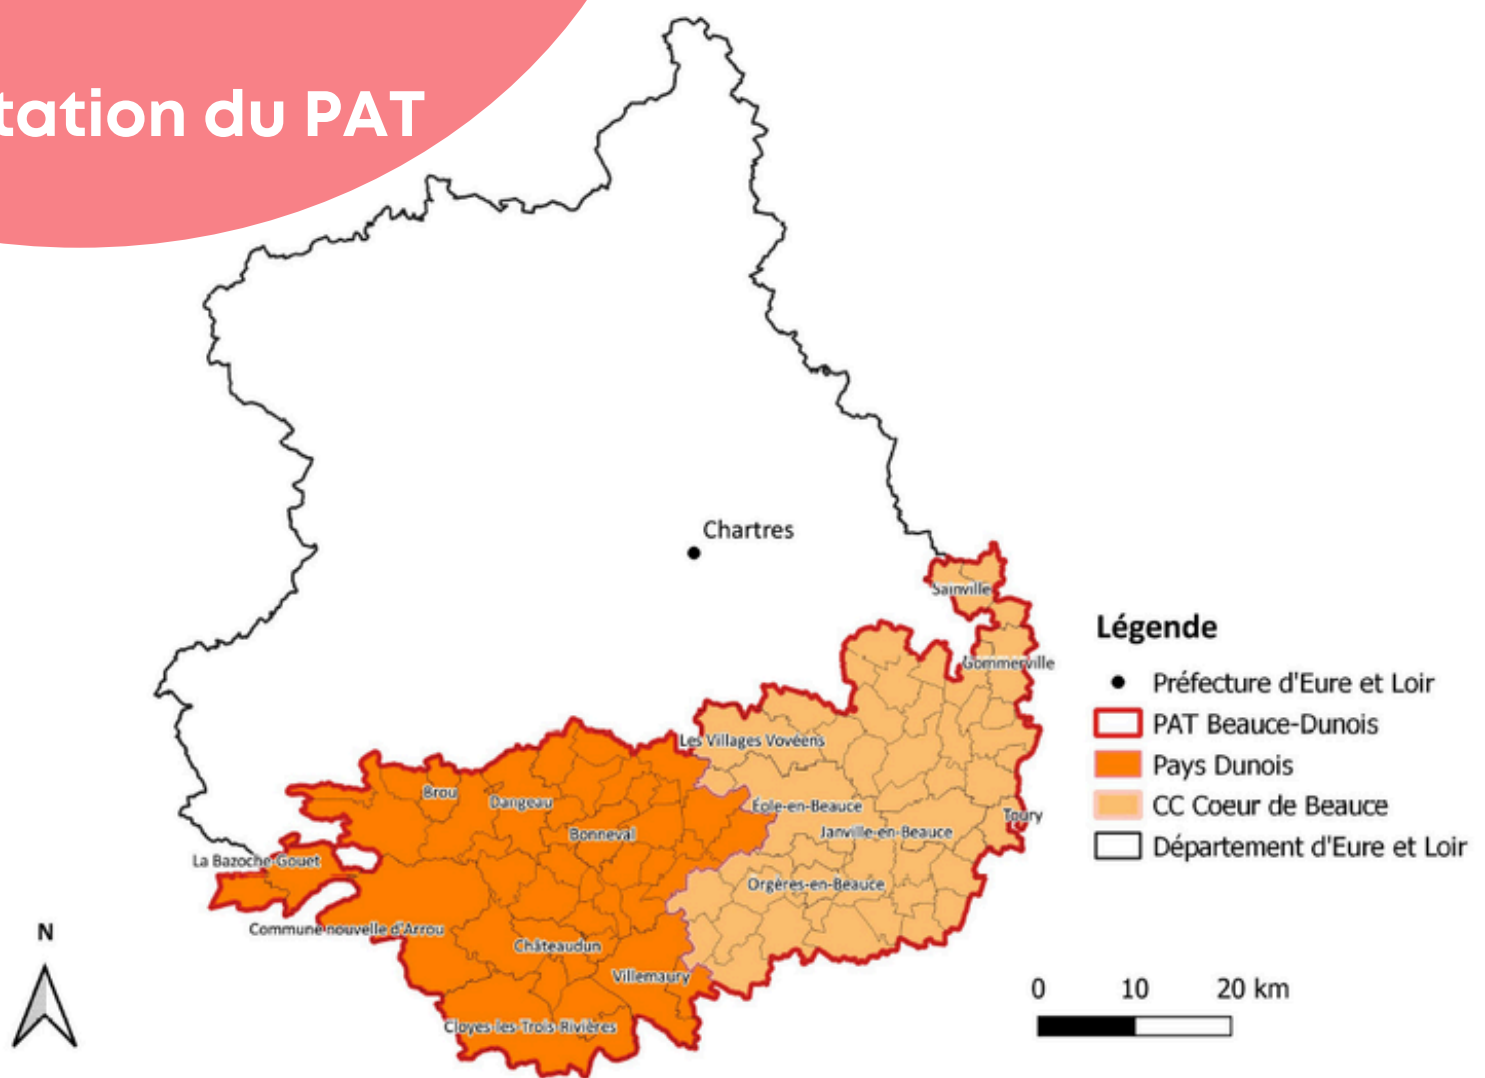 tation du PAT
Chartres
Sainville
Gommerville
Les Villages Vovéens
Brou
Dangeau
Éole-en-Beauce
Toury
Bonneval
Janville-en-Beauce
La Bazoche-Gouet
Orgères-en-Beauce
Commune nouvelle d'Arrou
Châteaudun
Villemaury
Cloyes-les-Trois-Rivières
Légende
Préfecture d'Eure et Loir
PAT Beauce-Dunois
Pays Dunois
CC Coeur de Beauce
Département d'Eure et Loir
N
0 10 20 km